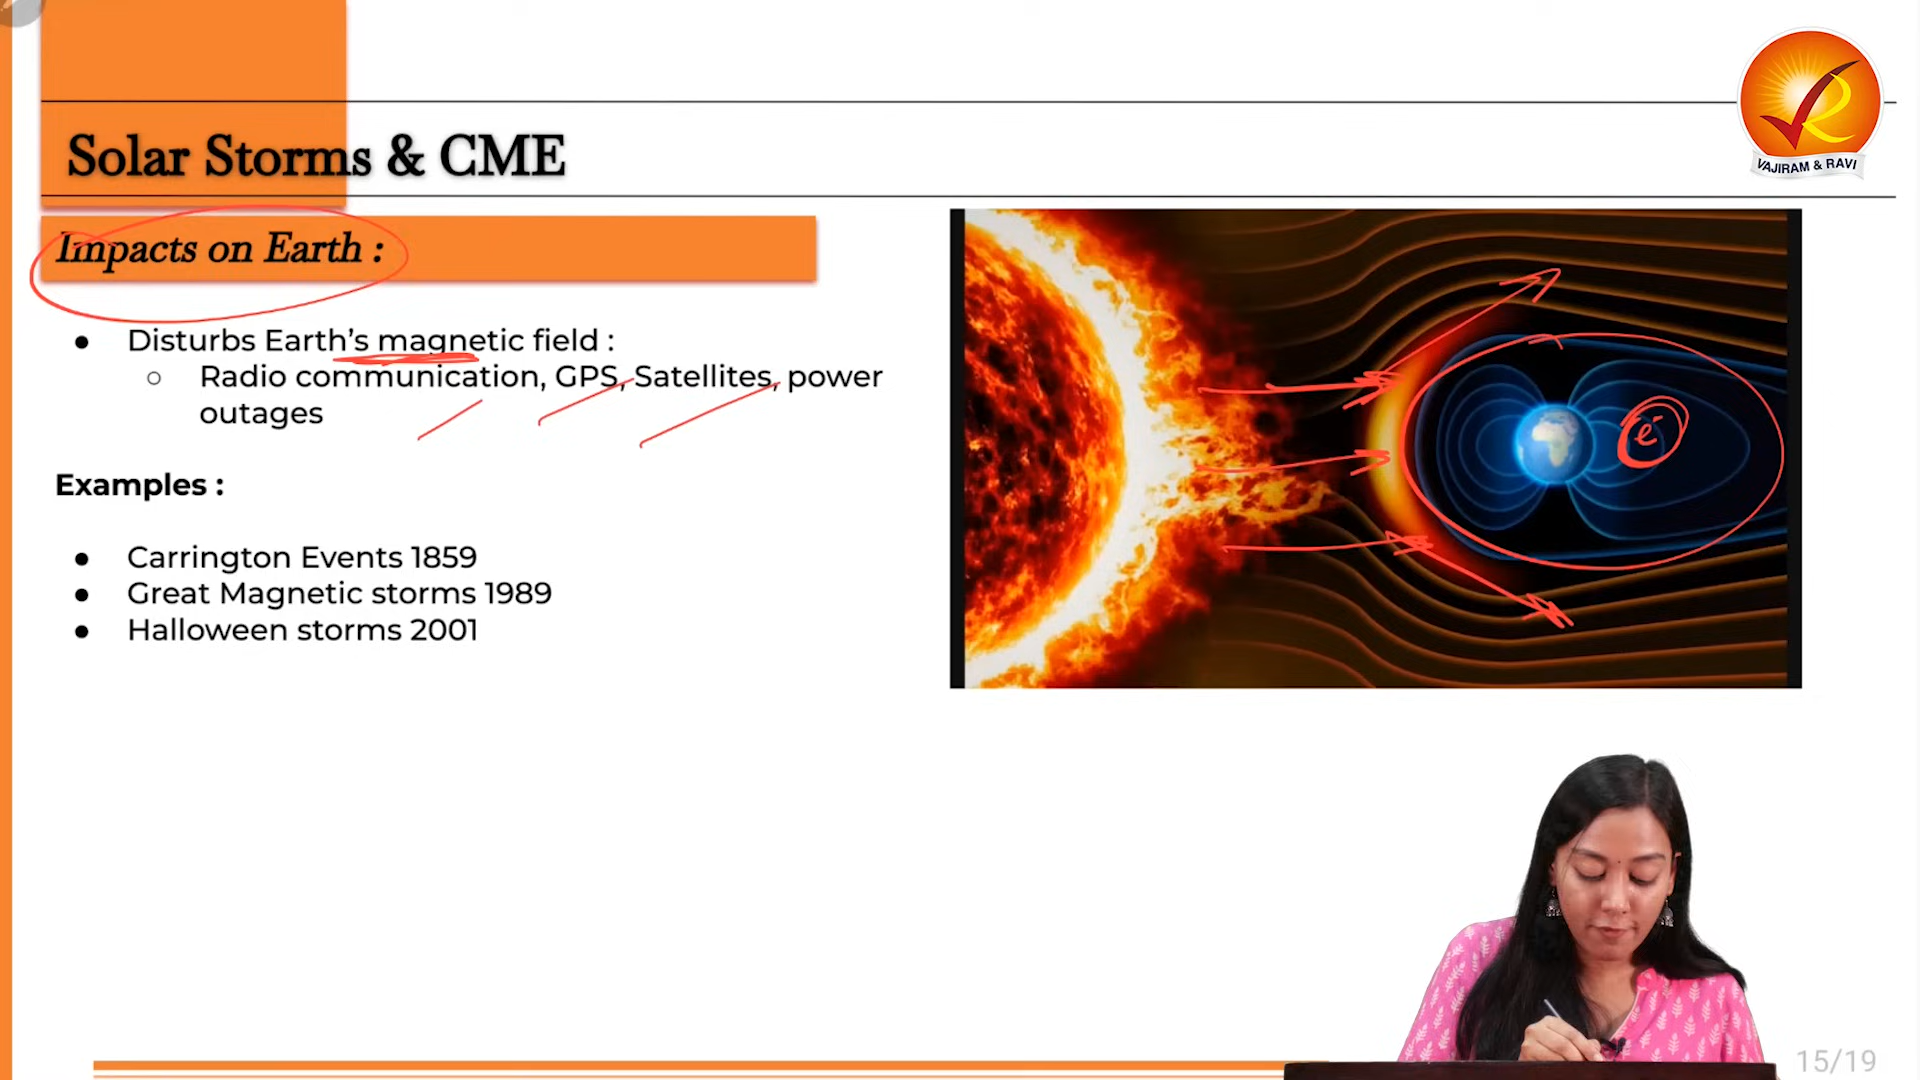 Solar Storms & CME
VAJIRAM & RAVI
Impacts on Earth :
● Disturbs Earth's magnetic field :
○ Radio communication, GPS, Satellites, power
outages
e-
Examples :
● Carrington Events 1859
● Great Magnetic storms 1989
● Halloween storms 2001
15/19